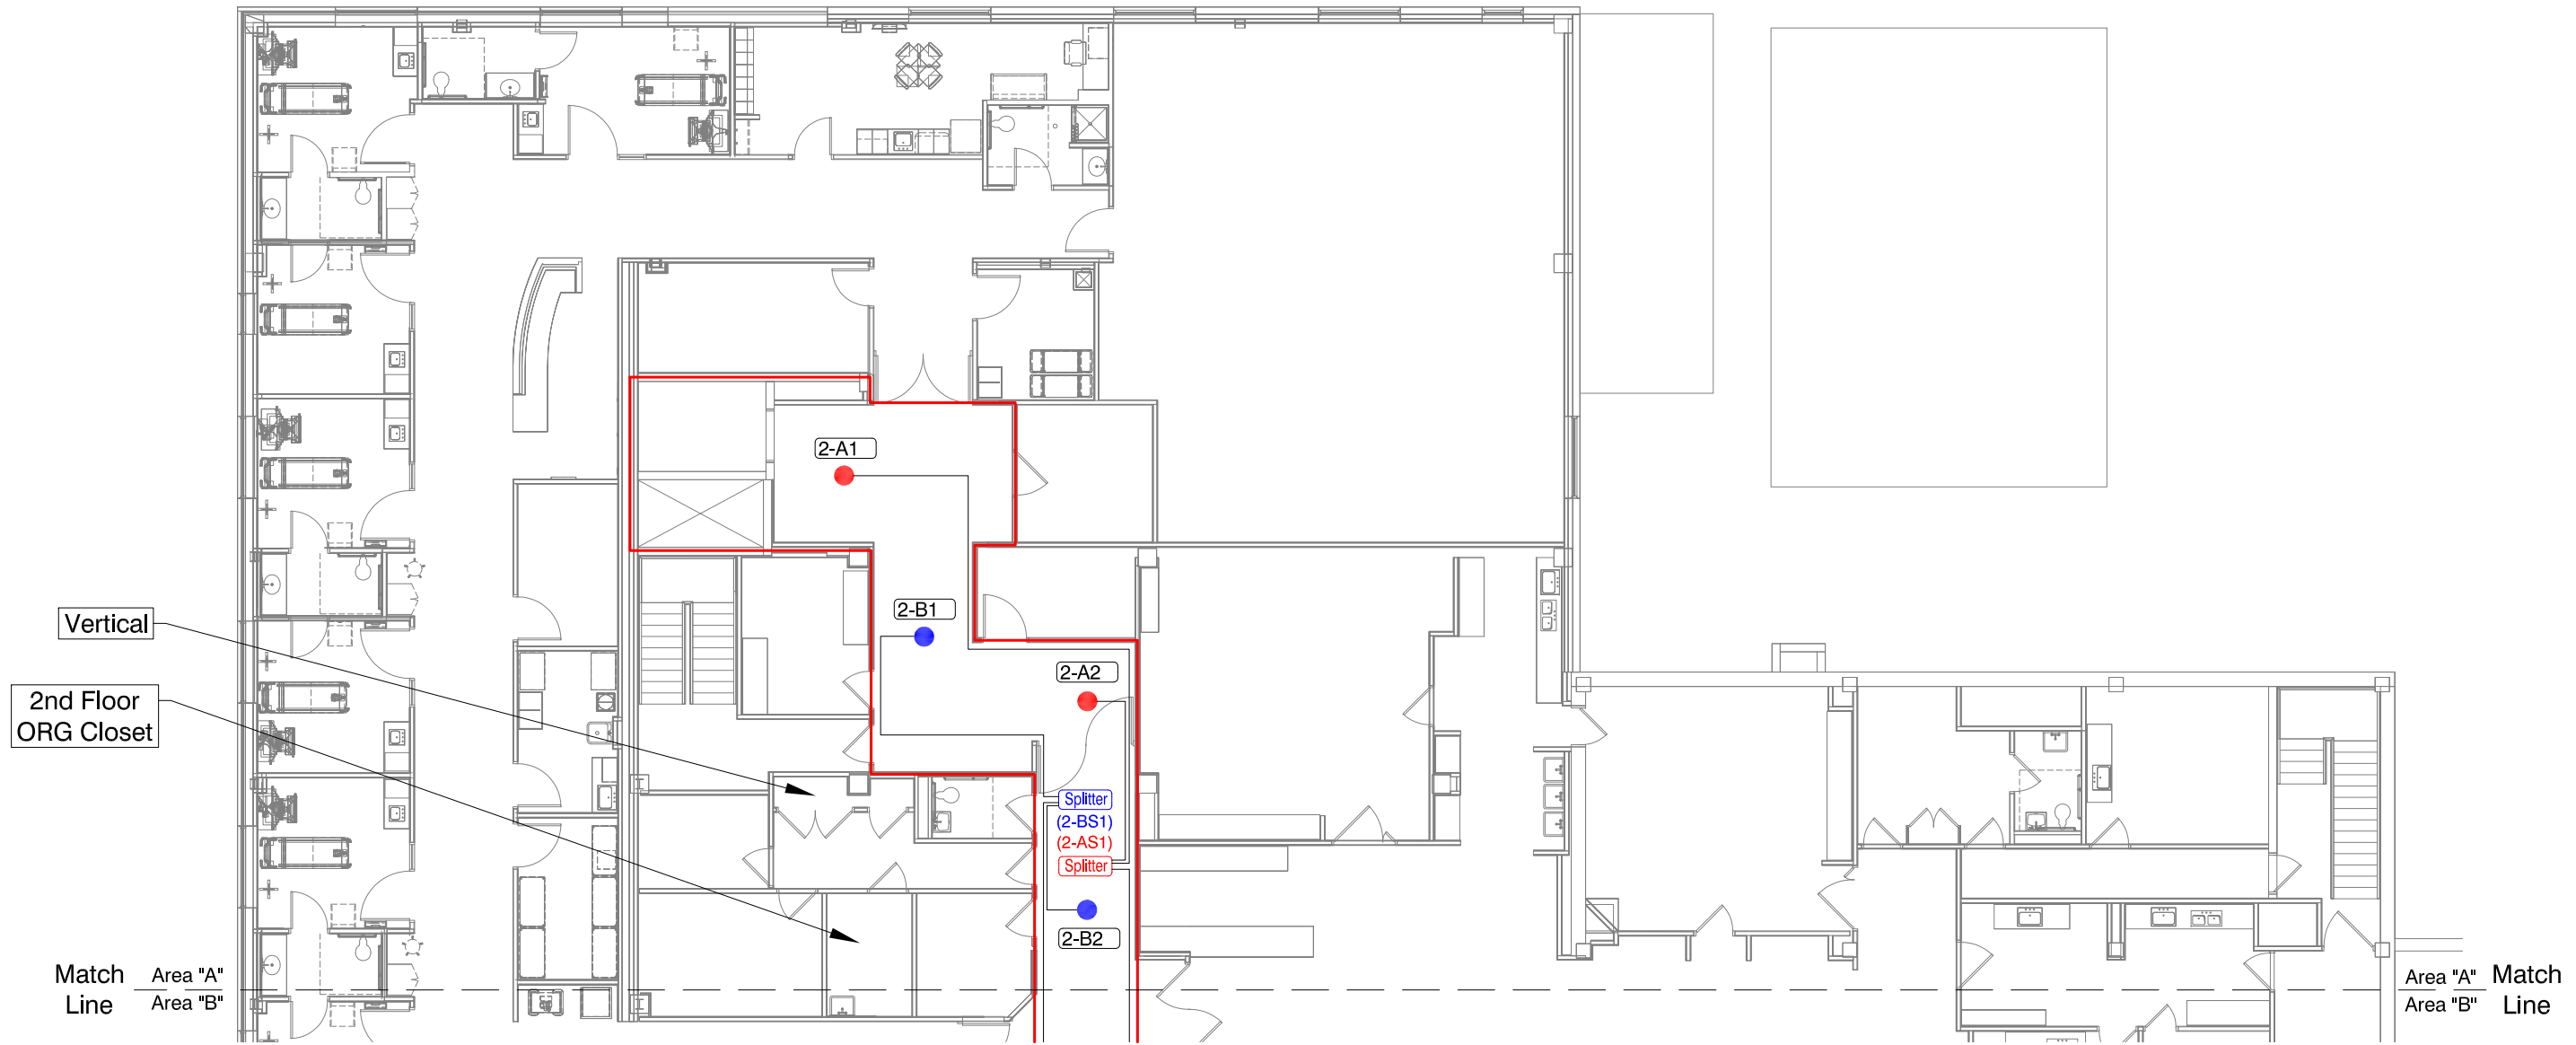 2-A1
2-B1
Vertical
2-A2
2nd Floor
ORG Closet
Splitter
(2-BS1)
(2-AS1)
Splitter
2-B2
Match
Line
Area "A"
Area "B"
Area "A"
Area "B"
Match
Line